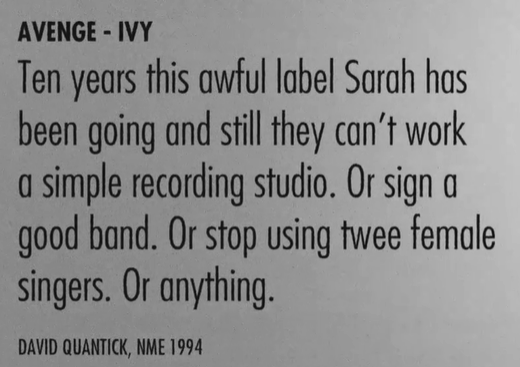 AVENGE - IVY
Ten years this awful label Sarah has
been going and still they can't work
a simple recording studio. Or sign a
good band. Or stop using twee female
singers. Or anything.
DAVID QUANTICK, NME 1994